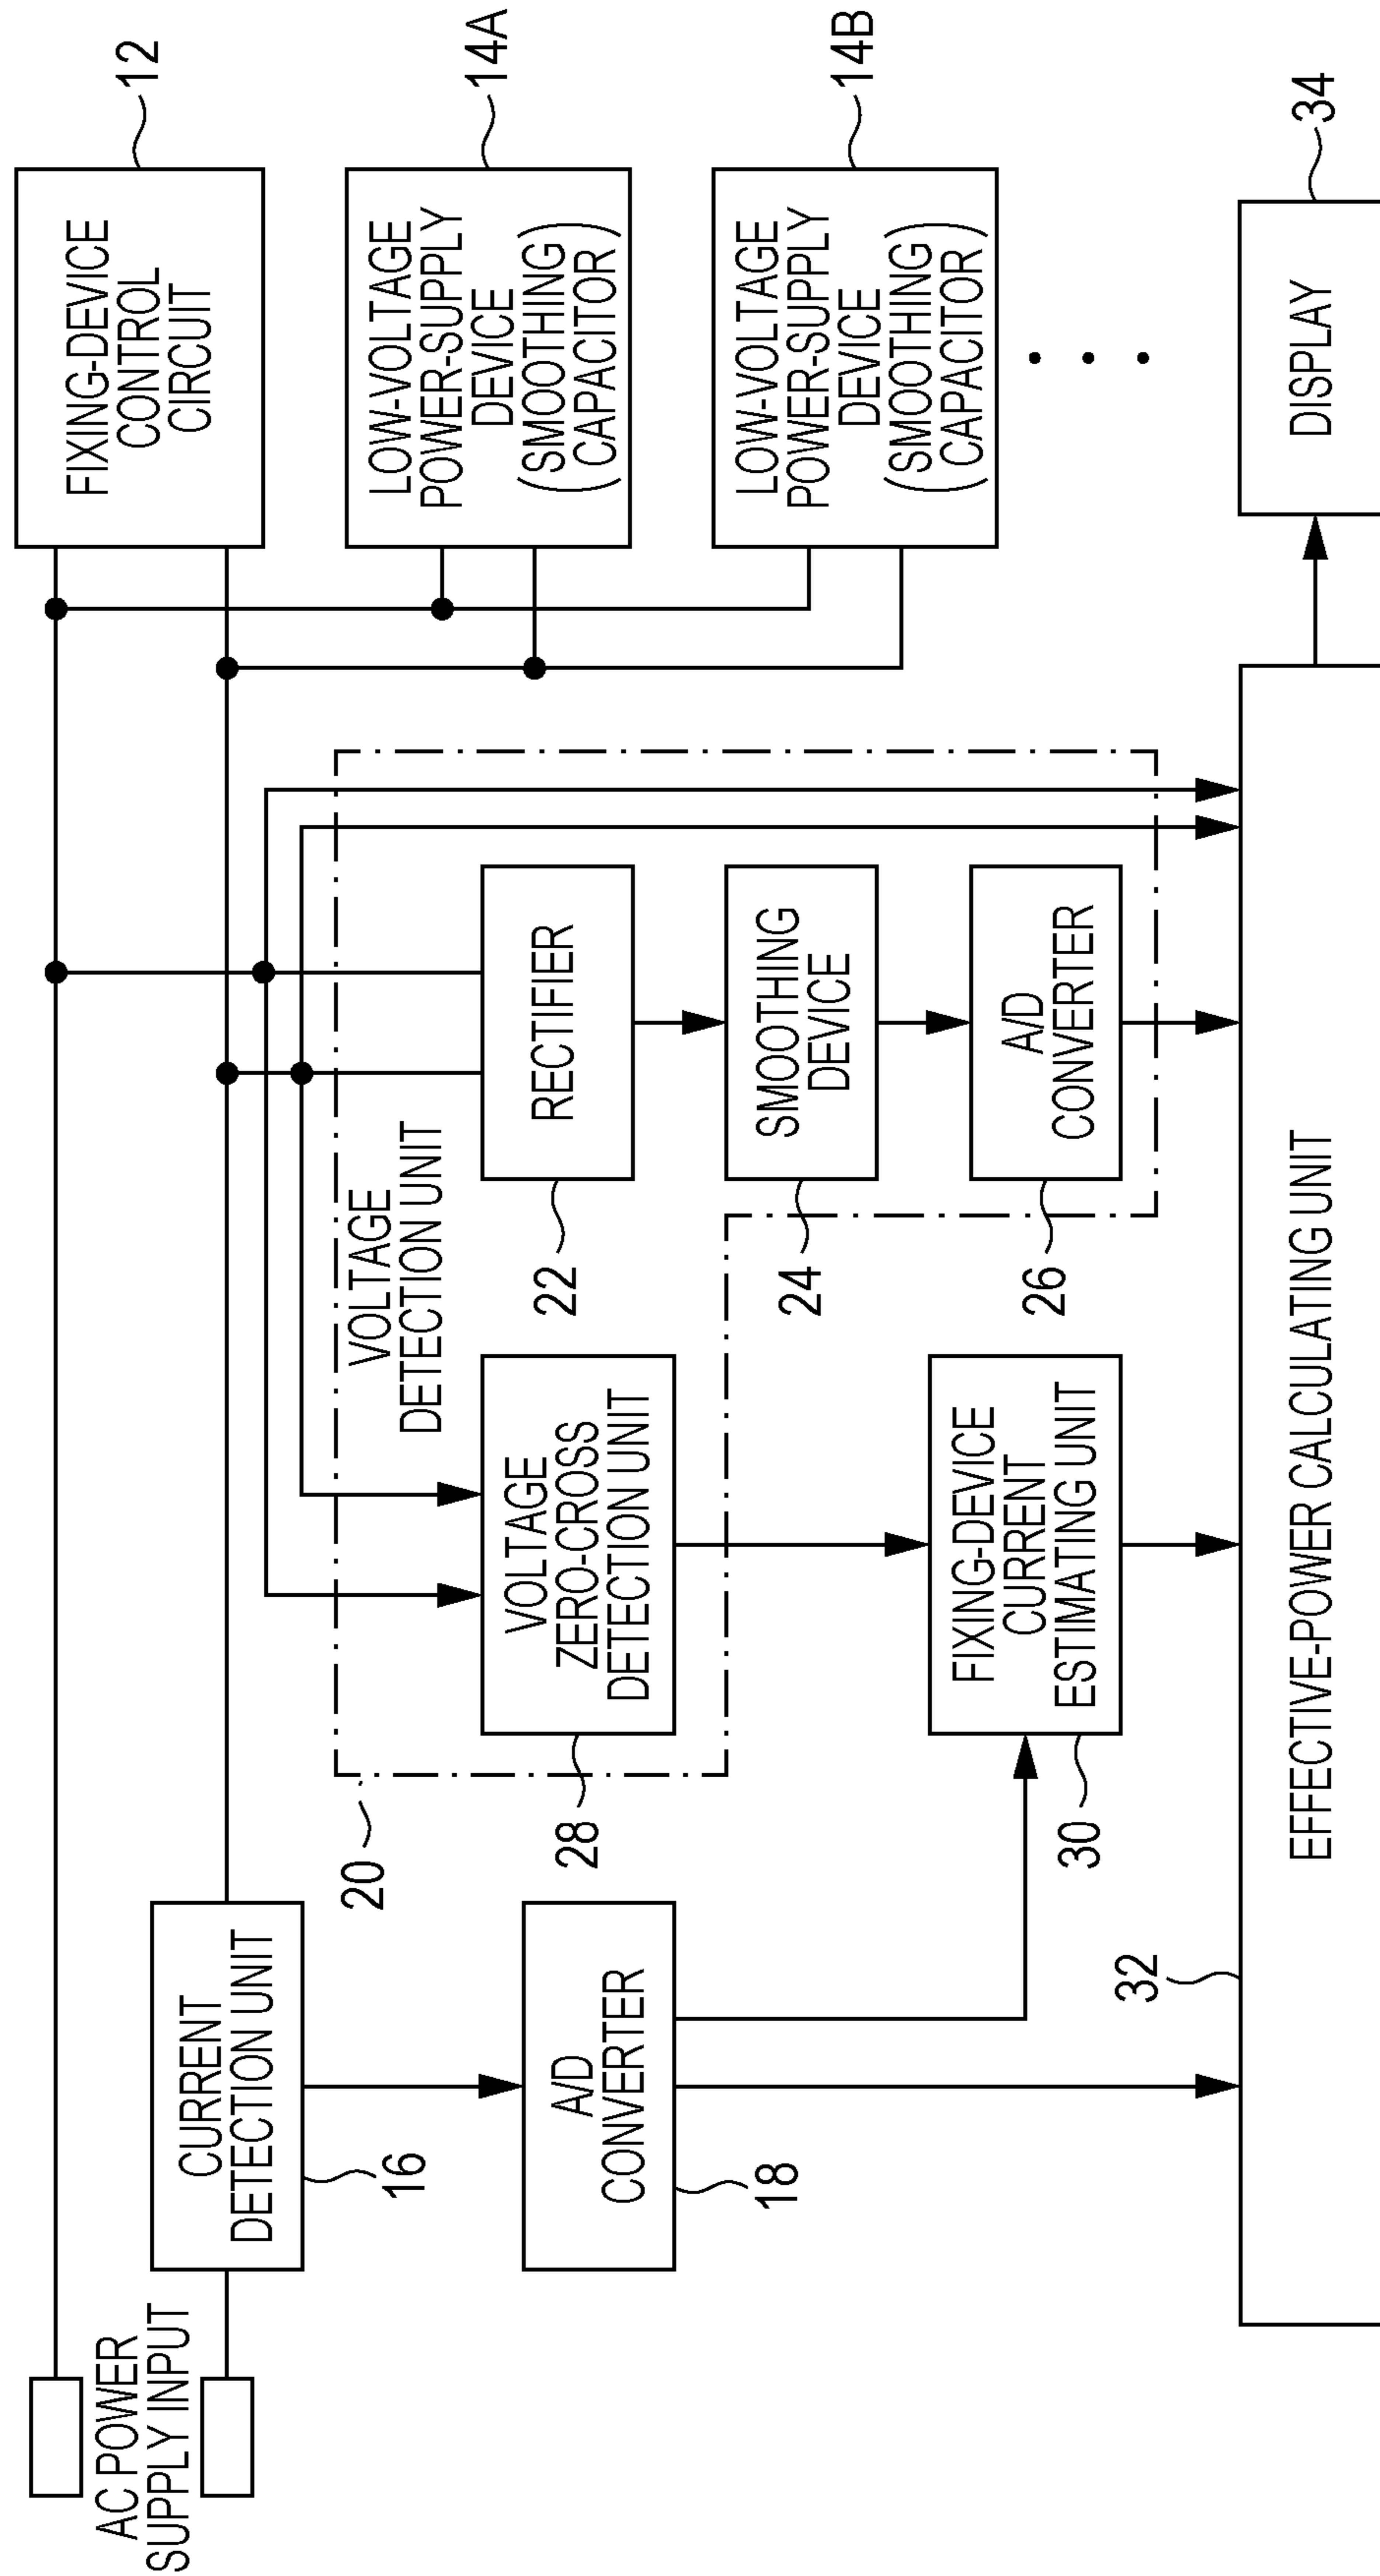 AC POWER
SUPPLY INPUT
CURRENT
DETECTION UNIT
16
A/D
CONVERTER
18
20
VOLTAGE
DETECTION UNIT
VOLTAGE
ZERO-CROSS
DETECTION UNIT
28
RECTIFIER
22
SMOOTHING
DEVICE
24
A/D
CONVERTER
26
FIXING-DEVICE
CURRENT
ESTIMATING UNIT
30
FIXING-DEVICE
CONTROL
CIRCUIT
12
LOW-VOLTAGE
POWER-SUPPLY
DEVICE
(SMOOTHING
CAPACITOR)
14A
LOW-VOLTAGE
POWER-SUPPLY
DEVICE
(SMOOTHING
CAPACITOR)
14B
. . .
32
EFFECTIVE-POWER CALCULATING UNIT
DISPLAY
34